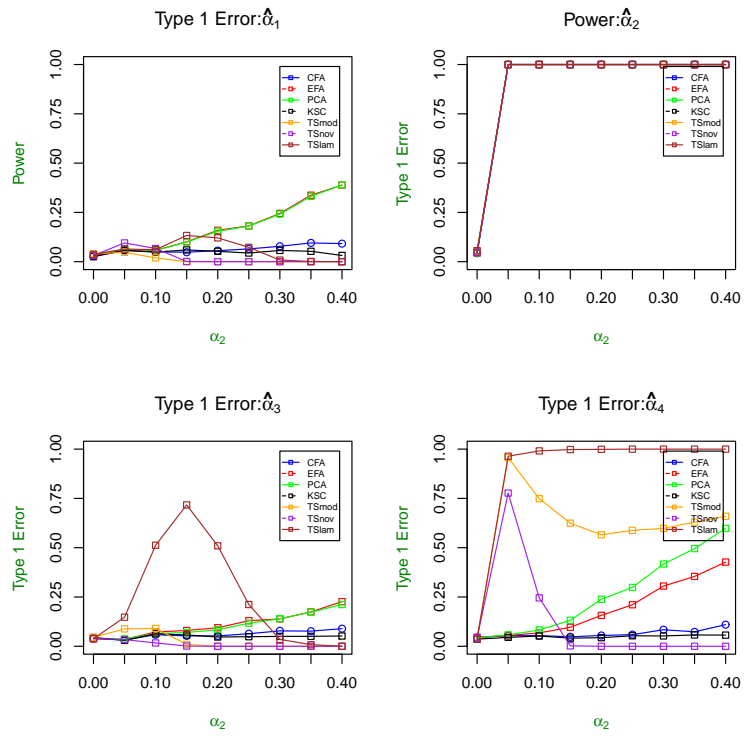 Type 1 Error:α̂₁
1.00
0.75
0.50
0.25
0.00
Power
CFA
EFA
PCA
KSC
TSmod
TSnov
TSlam
0.00 0.10 0.20 0.30 0.40
α₂
Power:α̂₂
1.00
0.75
0.50
0.25
0.00
Type 1 Error
CFA
EFA
PCA
KSC
TSmod
TSnov
TSlam
0.00 0.10 0.20 0.30 0.40
α₂
Type 1 Error:α̂₃
1.00
0.75
0.50
0.25
0.00
Type 1 Error
CFA
EFA
PCA
KSC
TSmod
TSnov
TSlam
0.00 0.10 0.20 0.30 0.40
α₂
Type 1 Error:α̂₄
1.00
0.75
0.50
0.25
0.00
Type 1 Error
CFA
EFA
PCA
KSC
TSmod
TSnov
TSlam
0.00 0.10 0.20 0.30 0.40
α₂